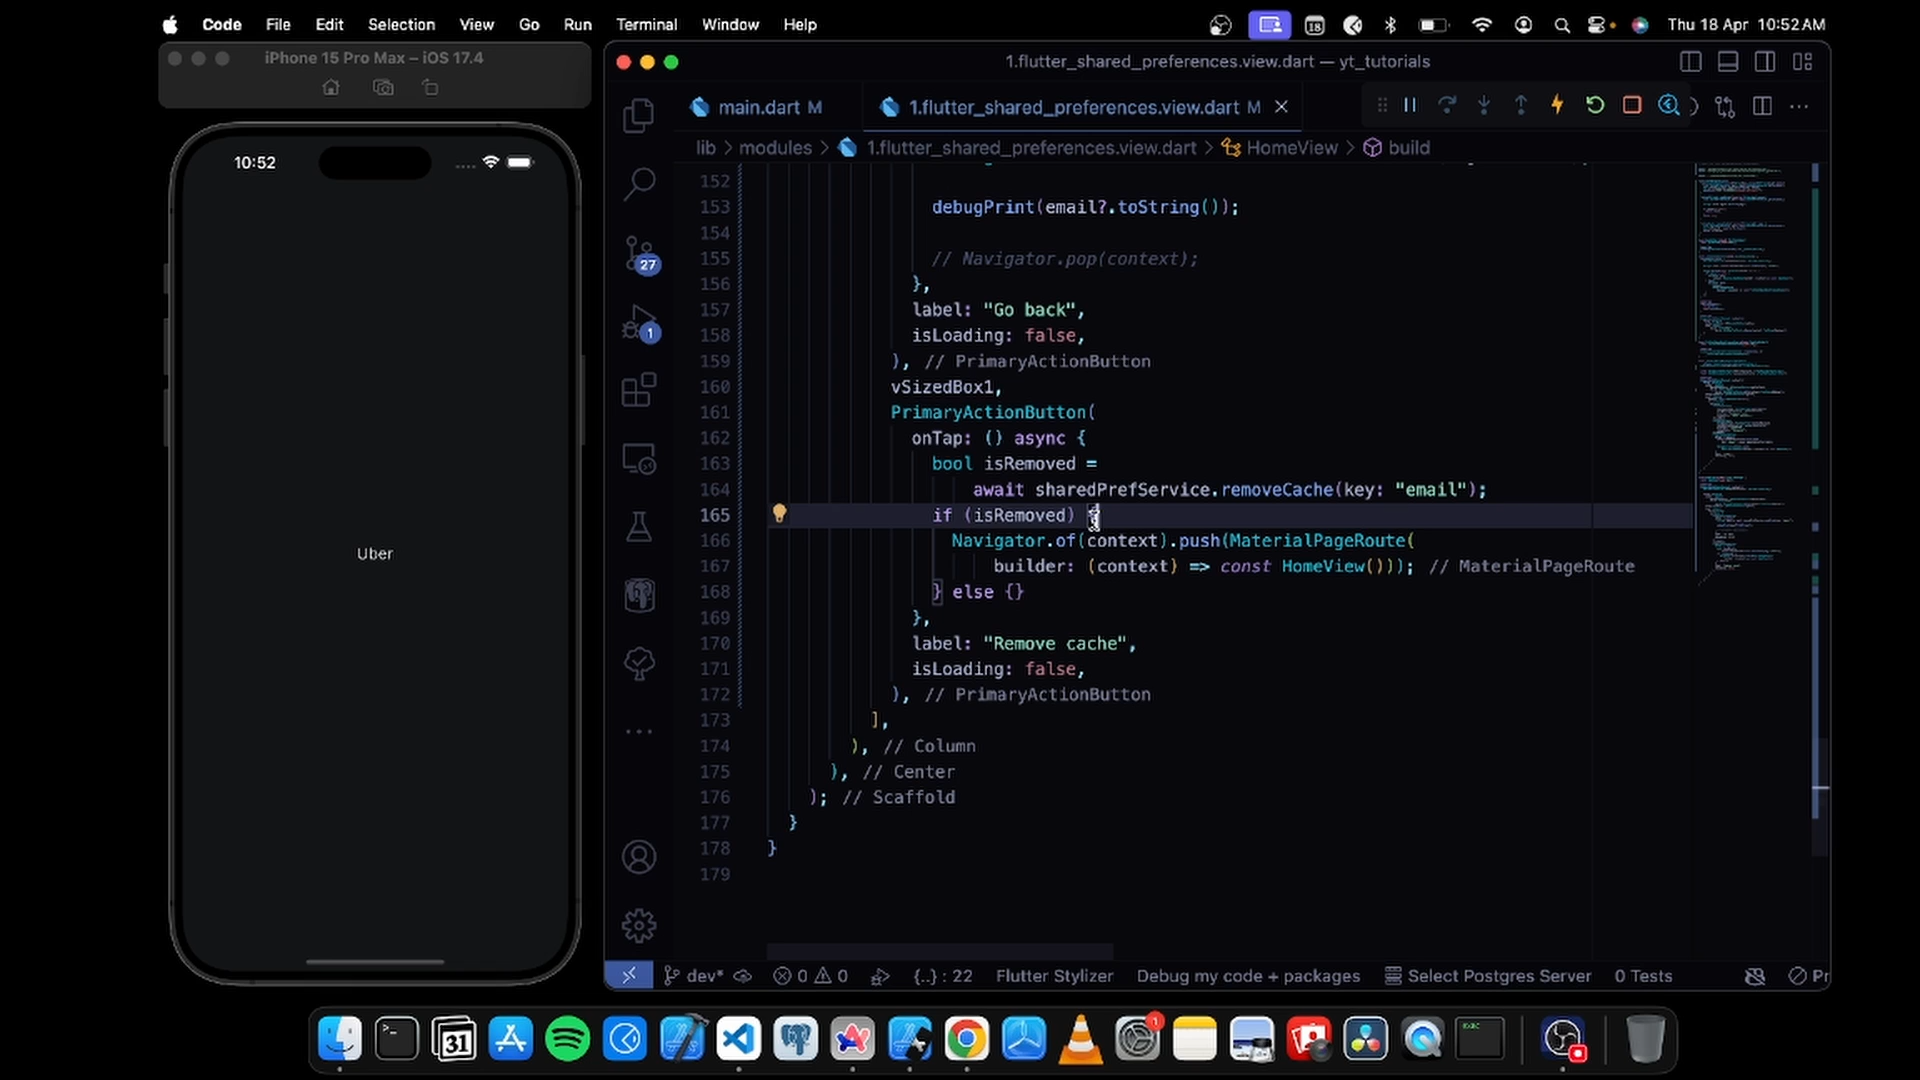 Code File Edit Selection View Go Run Terminal Window Help
18
Thu 18 Apr 10:52 AM
iPhone 15 Pro Max – iOS 17.4
10:52
Uber
1.flutter_shared_preferences.view.dart — yt_tutorials
main.dart M
1.flutter_shared_preferences.view.dart M
lib > modules > 1.flutter_shared_preferences.view.dart > HomeView > build
27
1
152
153 debugPrint(email?.toString());
154
155 // Navigator.pop(context);
156 },
157 label: "Go back",
158 isLoading: false,
159 ), // PrimaryActionButton
160 vSizedBox1,
161 PrimaryActionButton(
162 onTap: () async {
163 bool isRemoved =
164 await sharedPrefService.removeCache(key: "email");
165 if (isRemoved) {
166 Navigator.of(context).push(MaterialPageRoute(
167 builder: (context) => const HomeView())); // MaterialPageRoute
168 } else {}
169 },
170 label: "Remove cache",
171 isLoading: false,
172 ), // PrimaryActionButton
173 ],
174 ), // Column
175 ), // Center
176 ); // Scaffold
177 }
178 }
179
dev* 0 0 {..} : 22 Flutter Stylizer Debug my code + packages Select Postgres Server 0 Tests Pr
31
1